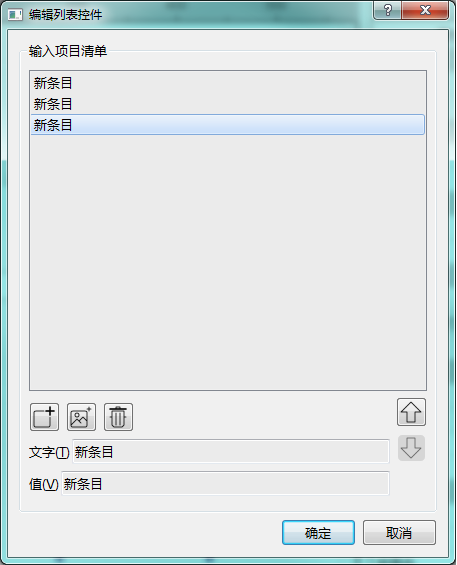 编辑列表控件
输入项目清单
新条目
新条目
新条目
文字(T) 新条目
值(V) 新条目
确定 取消